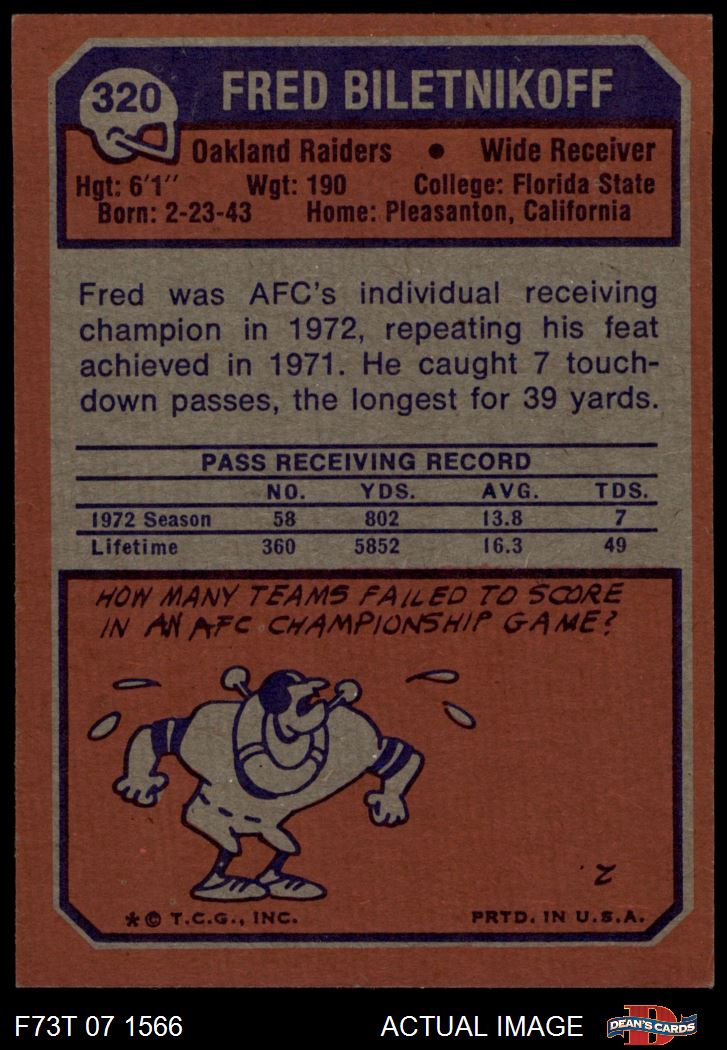 320
FRED BILETNIKOFF
Oakland Raiders • Wide Receiver
Hgt: 6'1" Wgt: 190 College: Florida State
Born: 2-23-43 Home: Pleasanton, California
Fred was AFC's individual receiving
champion in 1972, repeating his feat
achieved in 1971. He caught 7 touch-
down passes, the longest for 39 yards.
PASS RECEIVING RECORD
NO. YDS. AVG. TDS.
1972 Season 58 802 13.8 7
Lifetime 360 5852 16.3 49
HOW MANY TEAMS FAILED TO SCORE
IN AN AFC CHAMPIONSHIP GAME?
2
* © T.C.G., INC. PRTD. IN U.S.A.
F73T 07 1566 ACTUAL IMAGE DEAN'S CARDS